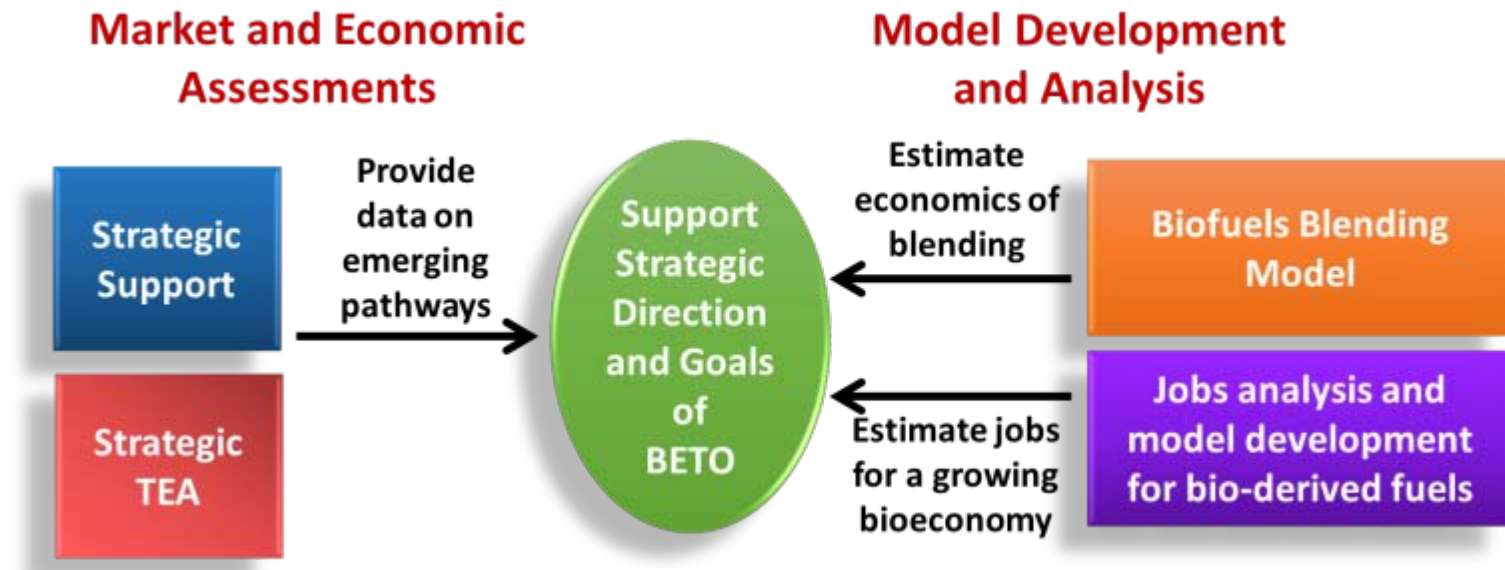 Market and Economic
Assessments
Model Development
and Analysis
Strategic
Support
Strategic
TEA
Provide
data on
emerging
pathways
Support
Strategic
Direction
and Goals
of
BETO
Estimate
economics of
blending
Estimate jobs
for a growing
bioeconomy
Biofuels Blending
Model
Jobs analysis and
model development
for bio-derived fuels